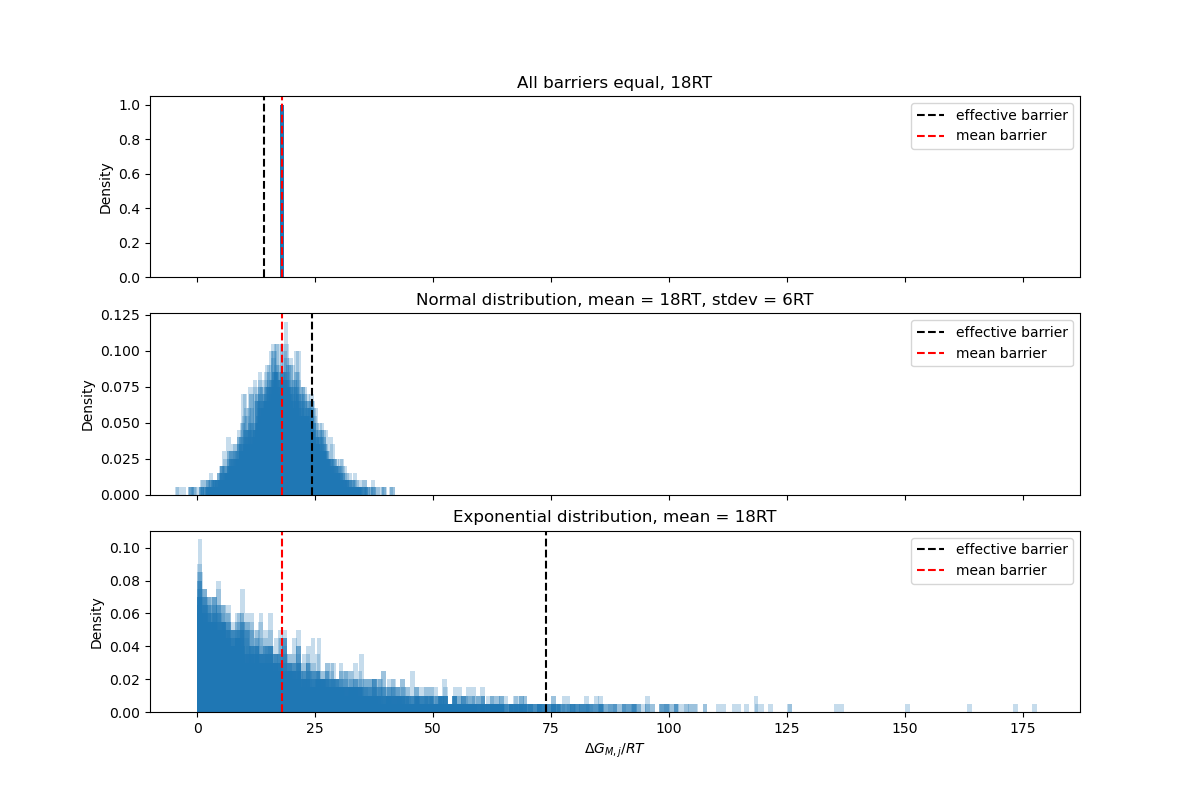 All barriers equal, 18RT
1.0
0.8
0.6
0.4
0.2
0.0
Density
effective barrier
mean barrier
Normal distribution, mean = 18RT, stdev = 6RT
0.125
0.100
0.075
0.050
0.025
0.000
Density
effective barrier
mean barrier
Exponential distribution, mean = 18RT
0.10
0.08
0.06
0.04
0.02
0.00
Density
effective barrier
mean barrier
0 25 50 75 100 125 150 175
ΔG_{M,j}/RT